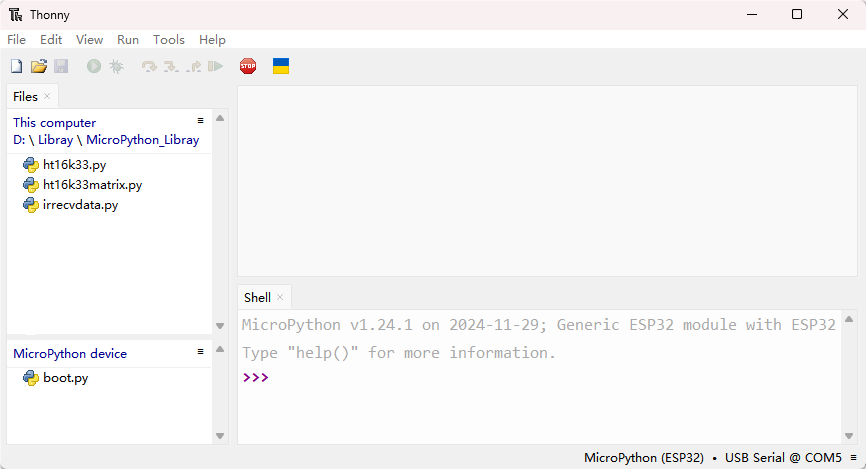 Thonny
File Edit View Run Tools Help
STOP
Files ×
This computer
D: \ Libray \ MicroPython_Libray
ht16k33.py
ht16k33matrix.py
irrecvdata.py
MicroPython device
boot.py
Shell ×
MicroPython v1.24.1 on 2024-11-29; Generic ESP32 module with ESP32
Type "help()" for more information.
>>>
MicroPython (ESP32) • USB Serial @ COM5 ≡